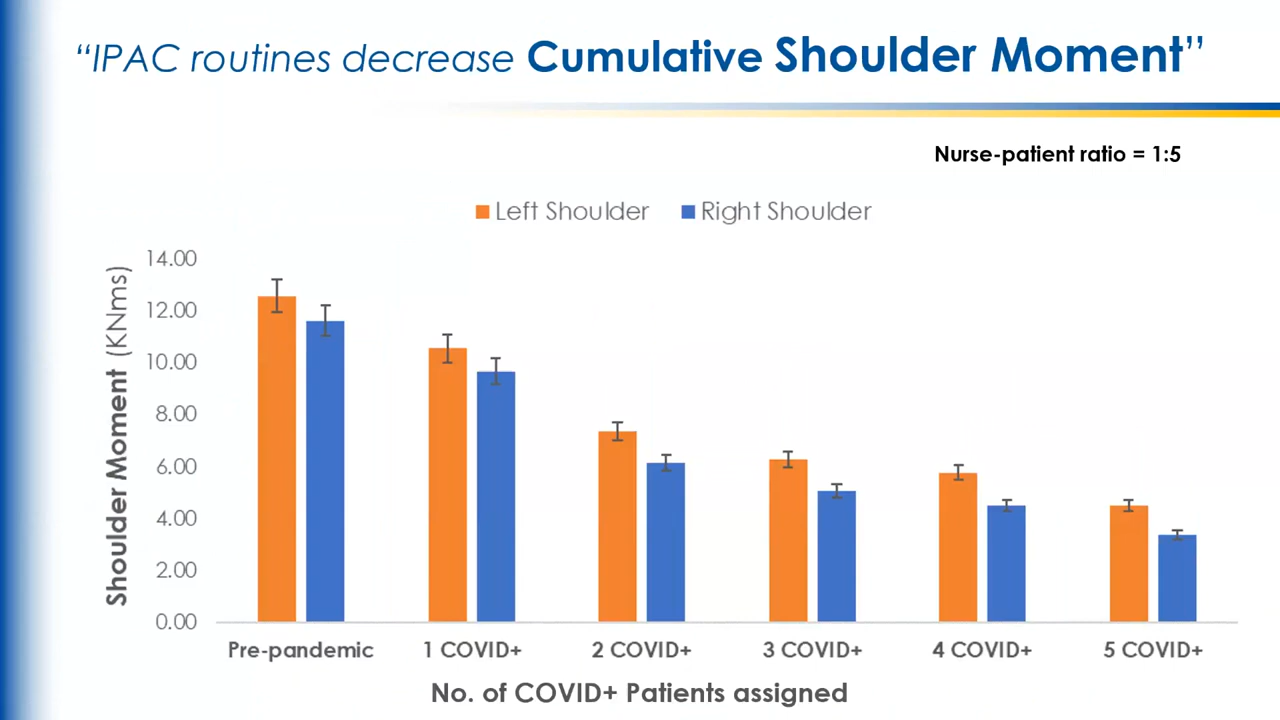 “IPAC routines decrease Cumulative Shoulder Moment”
Nurse-patient ratio = 1:5
Left Shoulder
Right Shoulder
Shoulder Moment (KNms)
14.00
12.00
10.00
8.00
6.00
4.00
2.00
0.00
Pre-pandemic
1 COVID+
2 COVID+
3 COVID+
4 COVID+
5 COVID+
No. of COVID+ Patients assigned